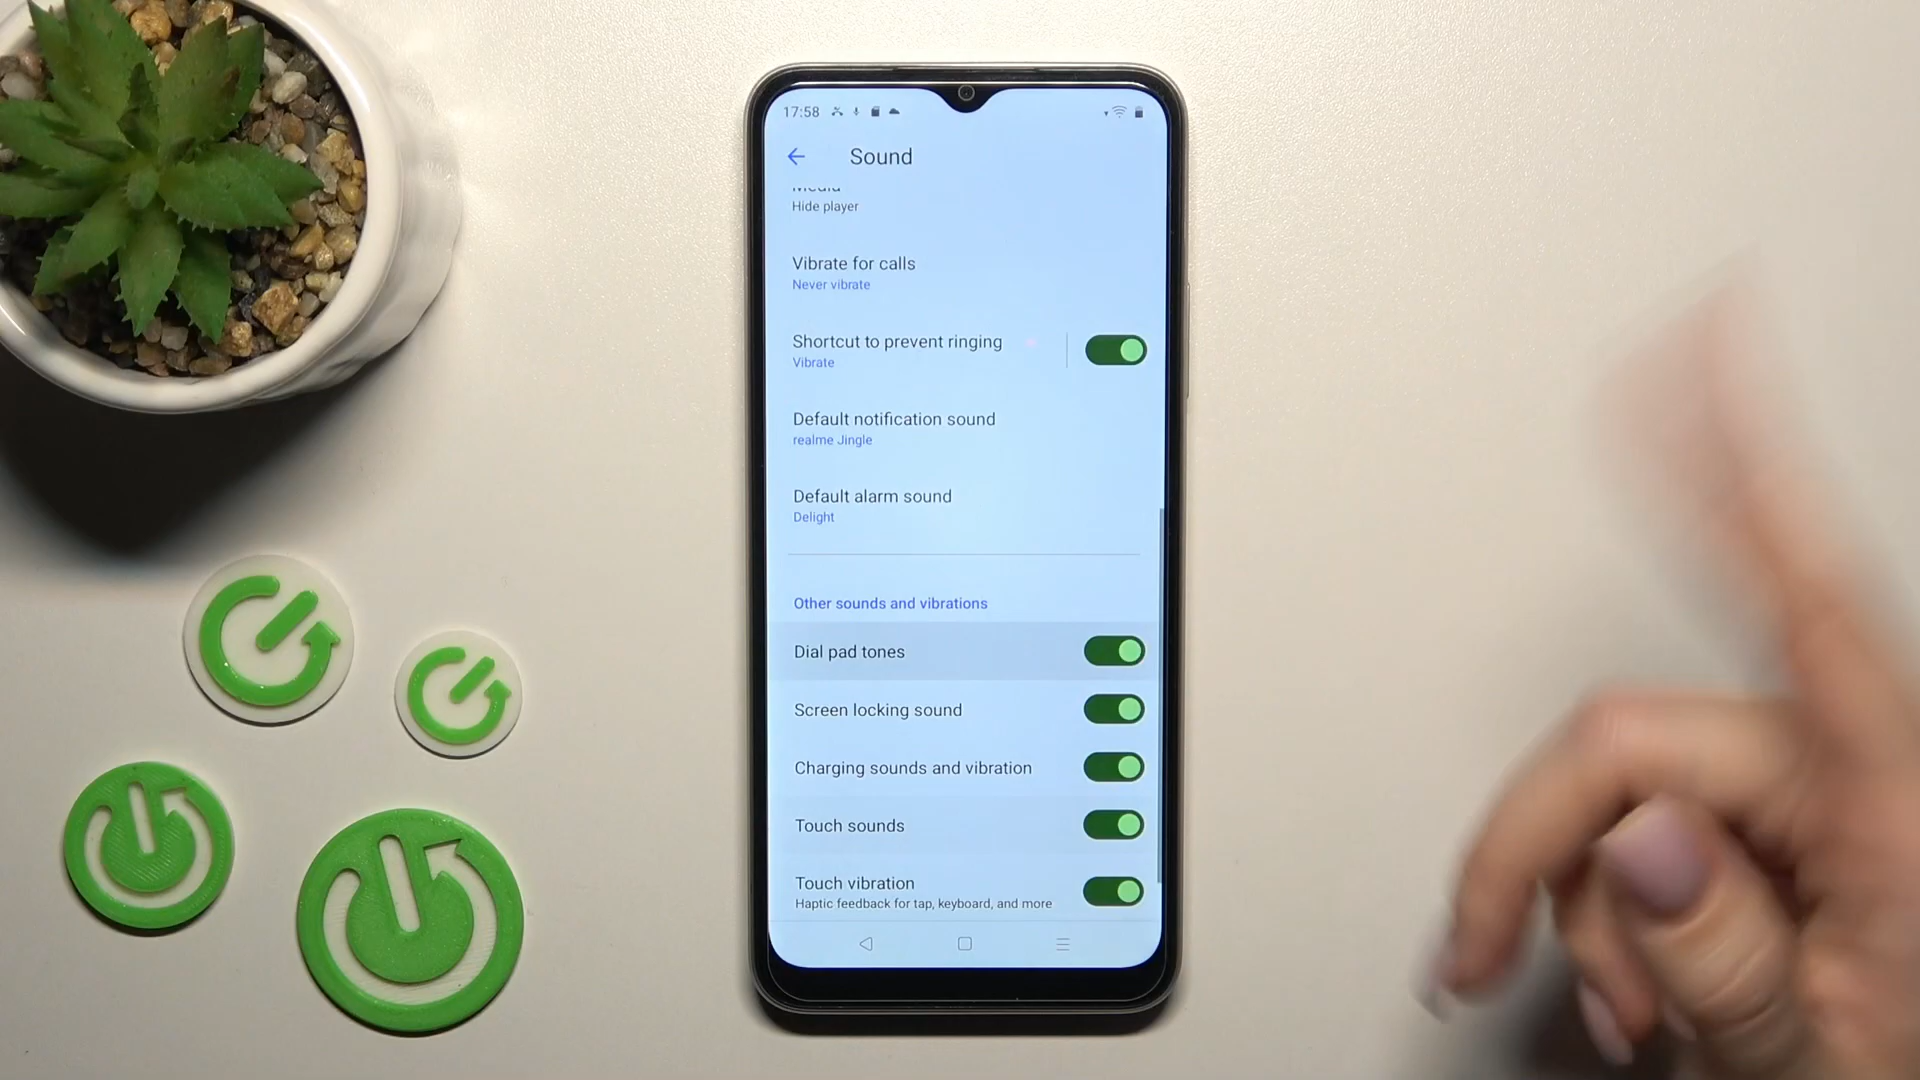 17:58
Sound
Media
Hide player
Vibrate for calls
Never vibrate
Shortcut to prevent ringing
Vibrate
Default notification sound
realme Jingle
Default alarm sound
Delight
Other sounds and vibrations
Dial pad tones
Screen locking sound
Charging sounds and vibration
Touch sounds
Touch vibration
Haptic feedback for tap, keyboard, and more